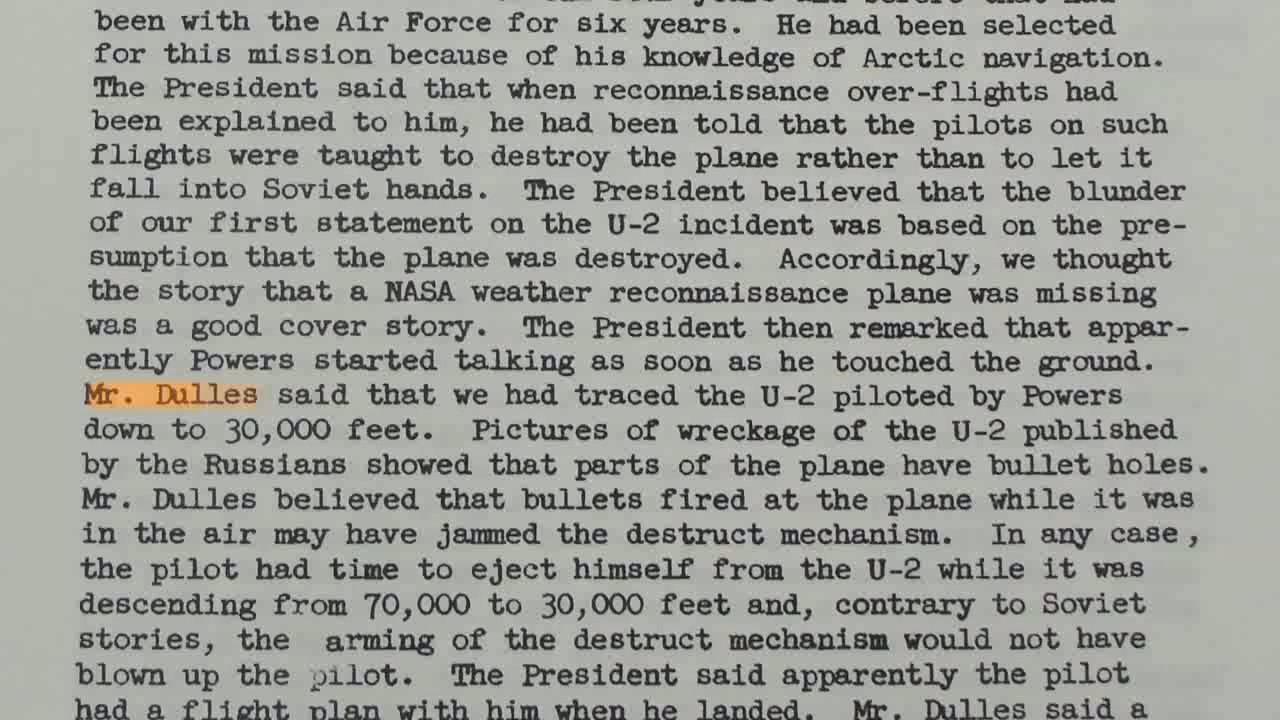 been with the Air Force for six years. He had been selected
for this mission because of his knowledge of Arctic navigation.
The President said that when reconnaissance over-flights had
been explained to him, he had been told that the pilots on such
flights were taught to destroy the plane rather than to let it
fall into Soviet hands. The President believed that the blunder
of our first statement on the U-2 incident was based on the pre-
sumption that the plane was destroyed. Accordingly, we thought
the story that a NASA weather reconnaissance plane was missing
was a good cover story. The President then remarked that appar-
ently Powers started talking as soon as he touched the ground.
Mr. Dulles said that we had traced the U-2 piloted by Powers
down to 30,000 feet. Pictures of wreckage of the U-2 published
by the Russians showed that parts of the plane have bullet holes.
Mr. Dulles believed that bullets fired at the plane while it was
in the air may have jammed the destruct mechanism. In any case,
the pilot had time to eject himself from the U-2 while it was
descending from 70,000 to 30,000 feet and, contrary to Soviet
stories, the arming of the destruct mechanism would not have
blown up the pilot. The President said apparently the pilot
had a flight plan with him when he landed. Mr. Dulles said a